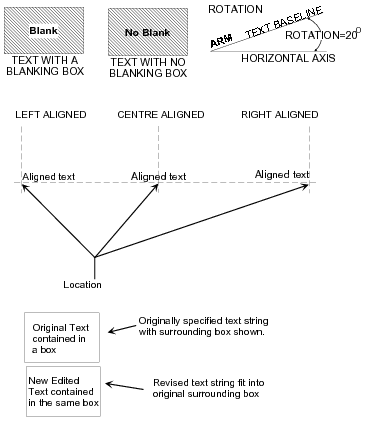 Blank
TEXT WITH A
BLANKING BOX
No Blank
TEXT WITH NO
BLANKING BOX
ROTATION
ARM
TEXT BASELINE
ROTATION=20°
HORIZONTAL AXIS
LEFT ALIGNED
CENTRE ALIGNED
RIGHT ALIGNED
Aligned text
Aligned text
Aligned text
Location
Original Text
contained in
a box
Originally specified text string
with surrounding box shown.
New Edited
Text contained
in the same box
Revised text string fit into
original surrounding box